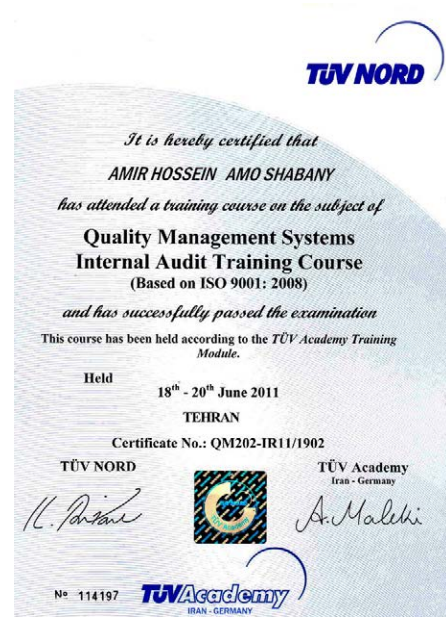 TÜV NORD
It is hereby certified that
AMIR HOSSEIN AMO SHABANY
has attended a training course on the subject of
Quality Management Systems
Internal Audit Training Course
(Based on ISO 9001: 2008)
and has successfully passed the examination
This course has been held according to the TÜV Academy Training
Module.
Held
18th - 20th June 2011
TEHRAN
Certificate No.: QM202-IR11/1902
TÜV NORD
TÜV Academy
Iran - Germany
A. Maleki
Nº 114197
TÜVAcademy
IRAN - GERMANY